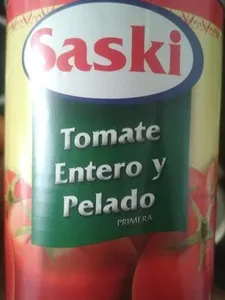 Saski
Tomate
Entero y
Pelado
PRIMERA